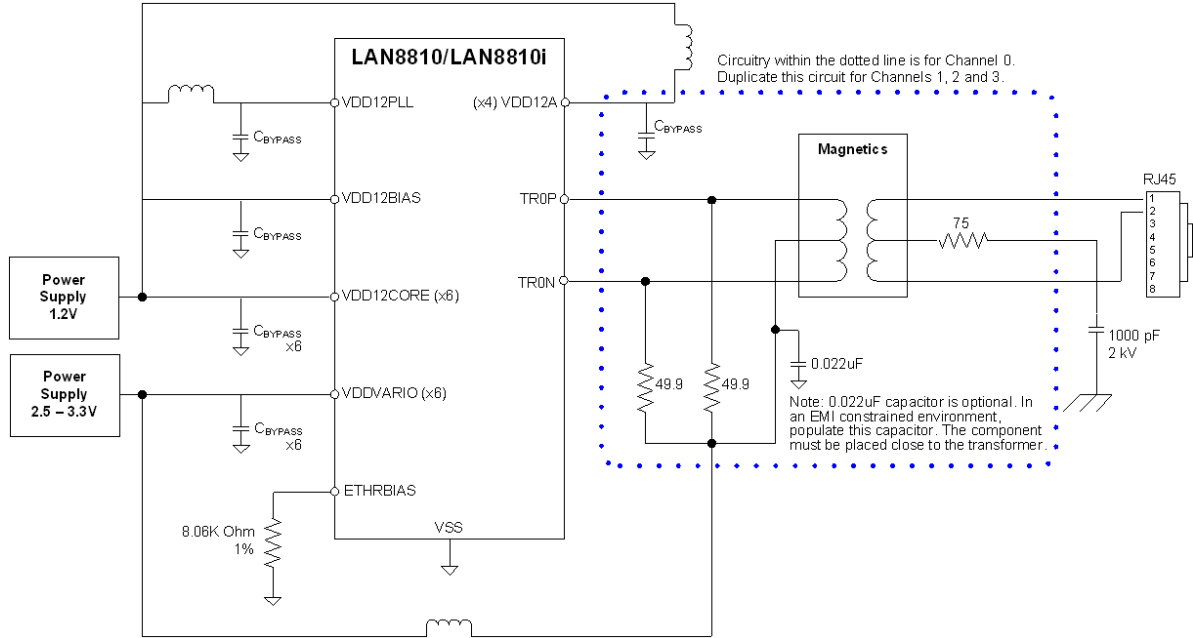 LAN8810/LAN8810i
Circuitry within the dotted line is for Channel 0.
Duplicate this circuit for Channels 1, 2 and 3.
VDD12PLL
(x4) VDD12A
CBYPASS
CBYPASS
Magnetics
RJ45
VDD12BIAS
TR0P
1
2
3
4
5
6
7
8
75
CBYPASS
Power
Supply
1.2V
TR0N
VDD12CORE (x6)
CBYPASS
x6
1000 pF
2 kV
Power
Supply
2.5 – 3.3V
0.022uF
49.9
49.9
VDDVARIO (x6)
CBYPASS
x6
Note: 0.022uF capacitor is optional. In
an EMI constrained environment,
populate this capacitor. The component
must be placed close to the transformer.
ETHRBIAS
8.06K Ohm
1%
VSS